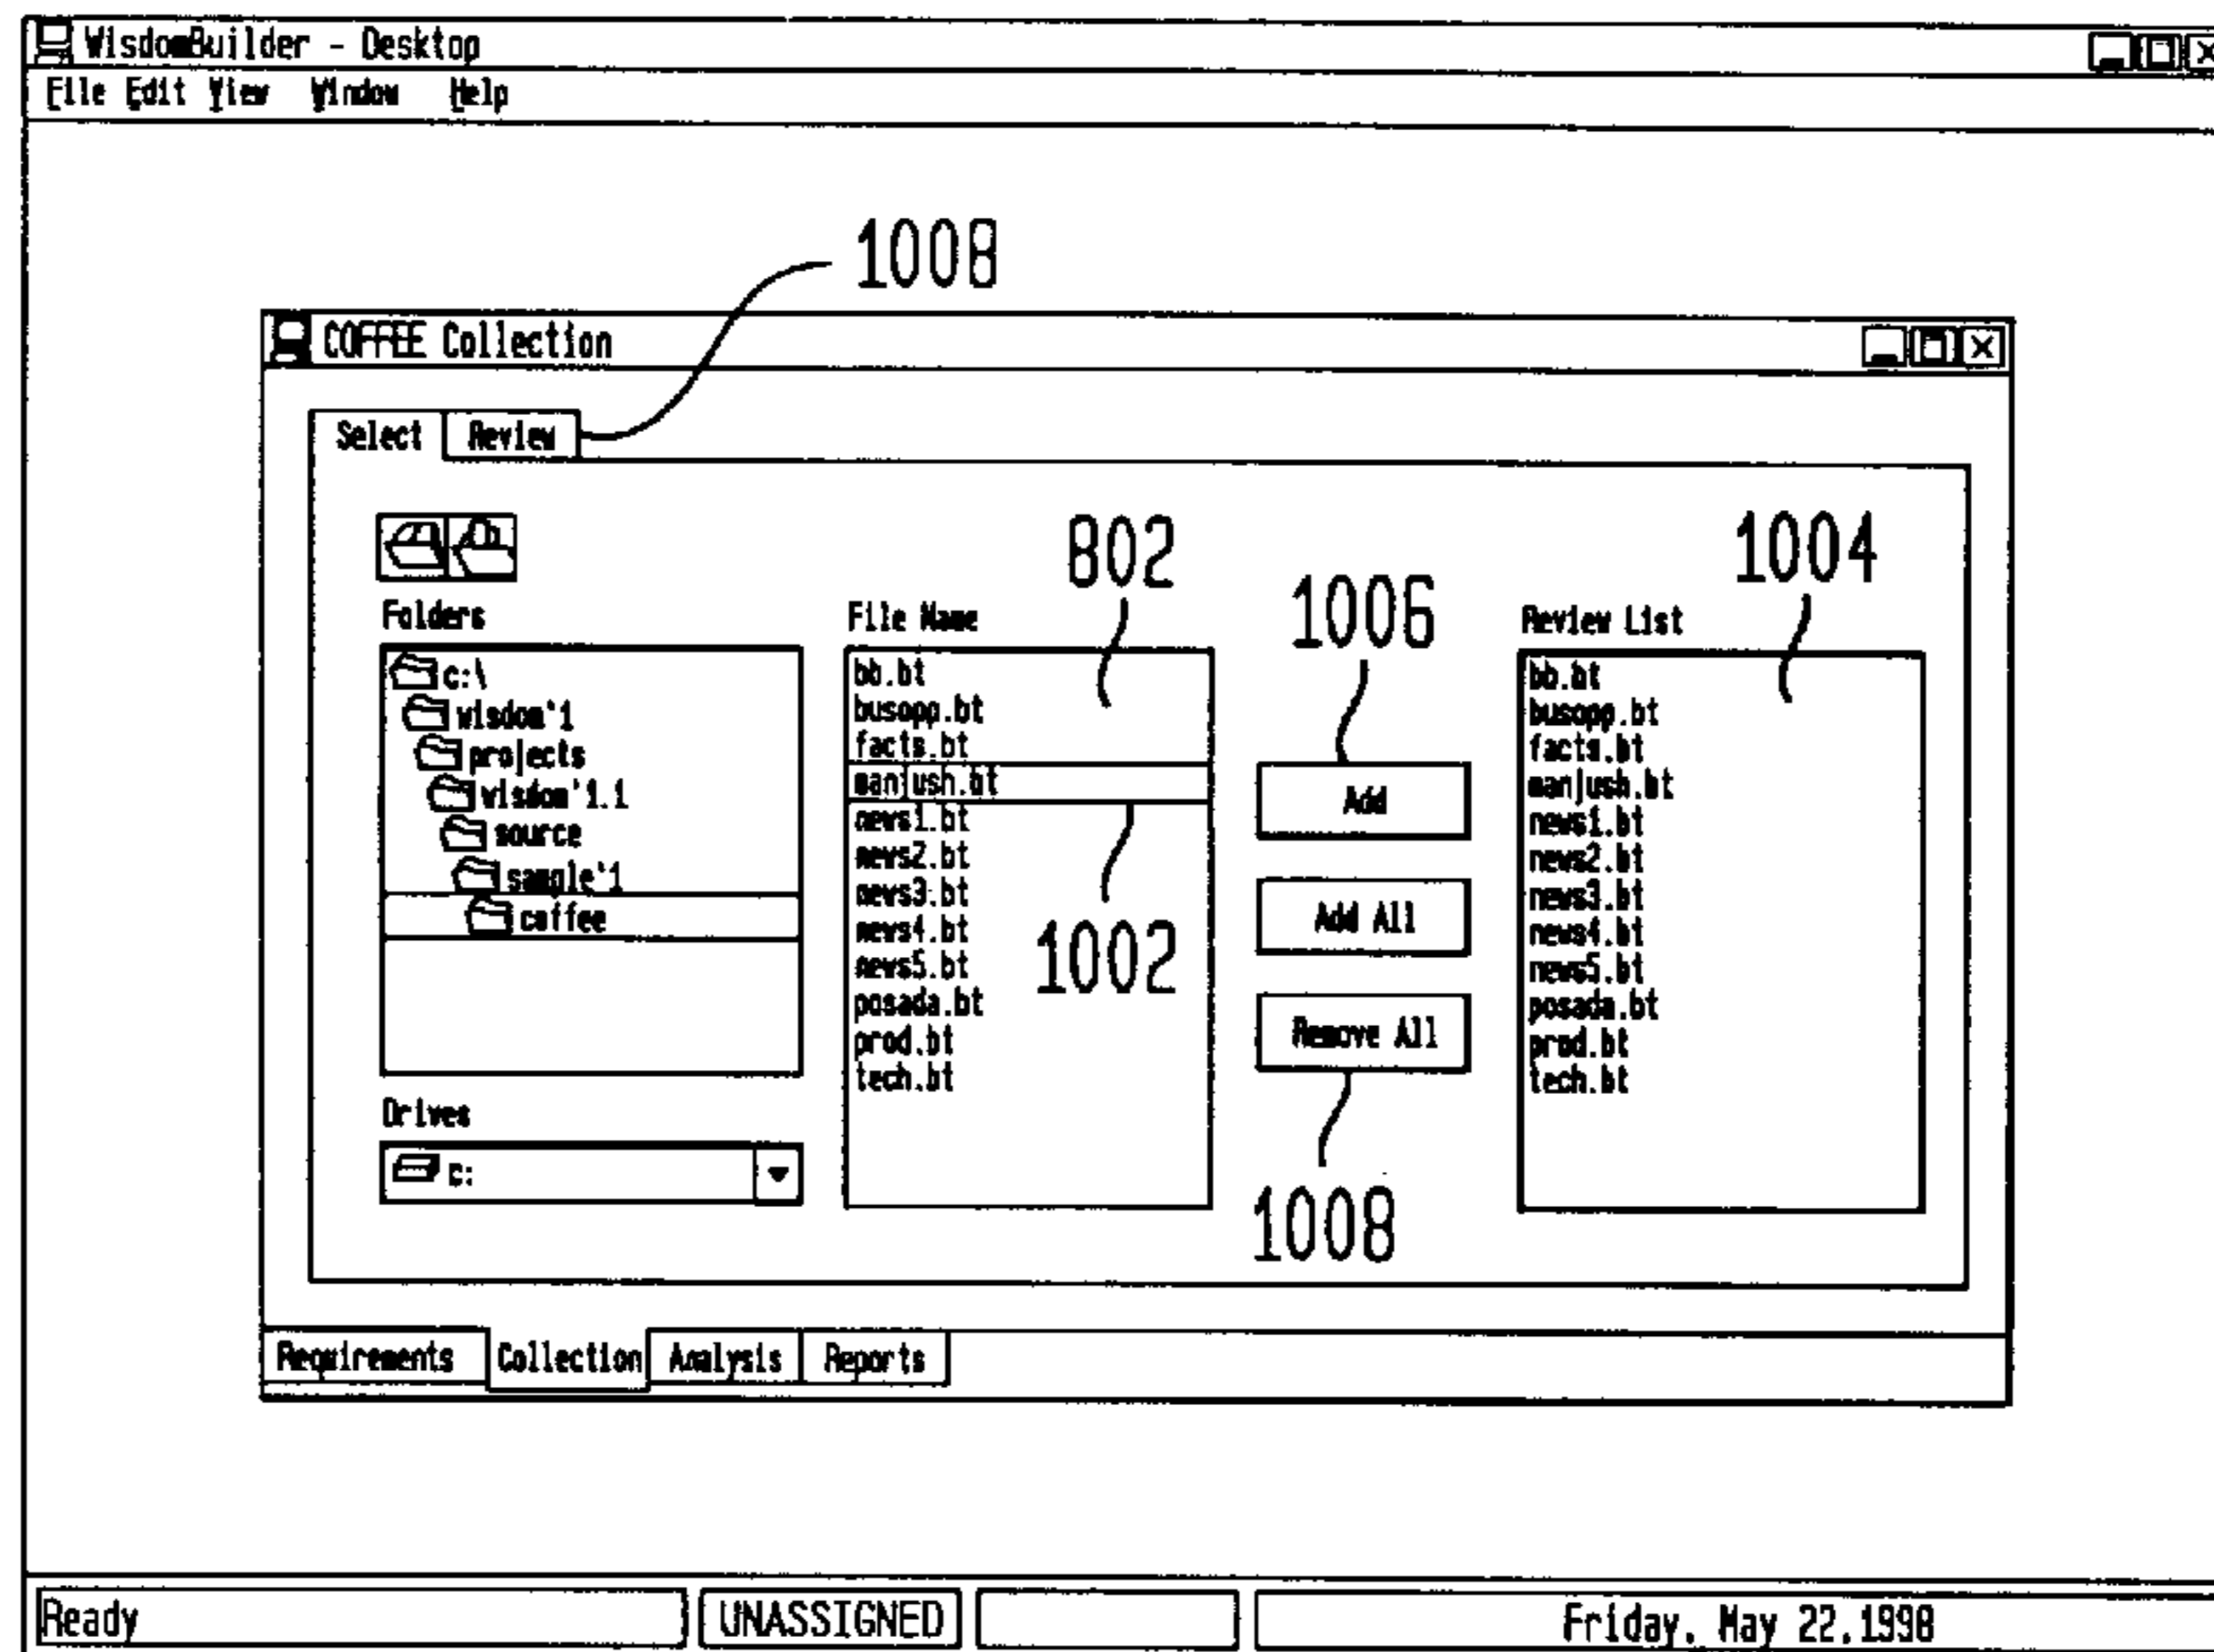 WisdomBuilder - Desktop
File Edit View Window Help
1008
COFFEE Collection
Select Review
802
1004
1006
Folders
File Name
Review List
c:\
wisdom'1
projects
wisdom'1.1
source
sample'1
coffee
bb.bt
busopp.bt
facts.bt
manjush.bt
news1.bt
news2.bt
news3.bt
news4.bt
news5.bt
posada.bt
prod.bt
tech.bt
1002
Add
Add All
Remove All
bb.bt
busopp.bt
facts.bt
manjush.bt
news1.bt
news2.bt
news3.bt
news4.bt
news5.bt
posada.bt
prod.bt
tech.bt
Drives
c:
1008
Requirements Collection Analysis Reports
Ready UNASSIGNED Friday, May 22,1998